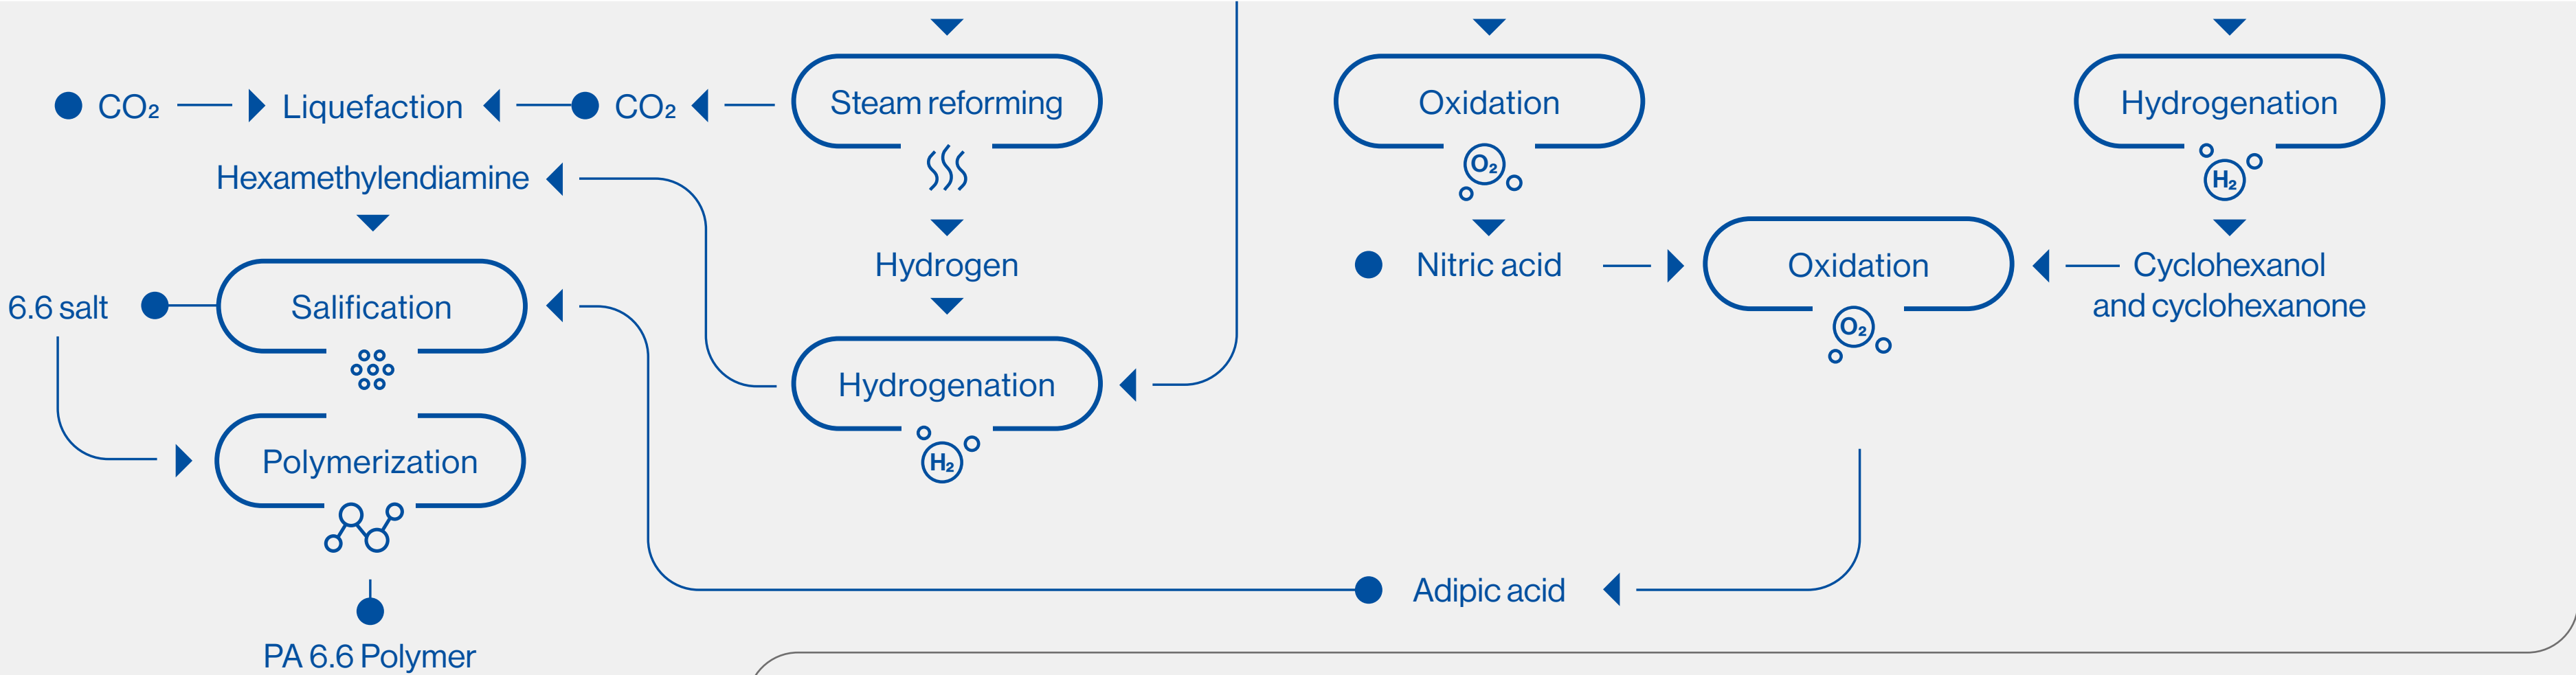 Steam reforming
Oxidation
O₂
Hydrogenation
H₂
CO₂
Liquefaction
CO₂
Hexamethylendiamine
Hydrogen
Nitric acid
Oxidation
O₂
Cyclohexanol
and cyclohexanone
6.6 salt
Salification
Hydrogenation
H₂
Polymerization
Adipic acid
PA 6.6 Polymer